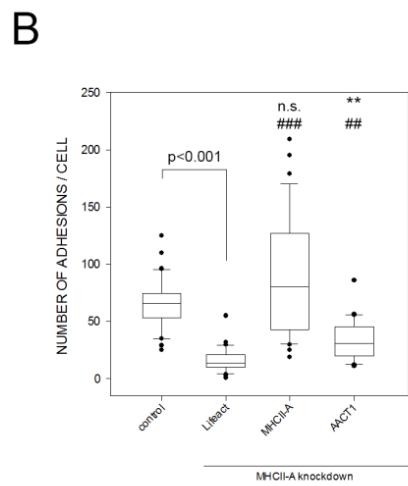 B
NUMBER OF ADHESIONS / CELL
250
200
150
100
50
0
p<0.001
n.s.
###
**
##
control
Lifeact
MHCII-A
AACT1
MHCII-A knockdown